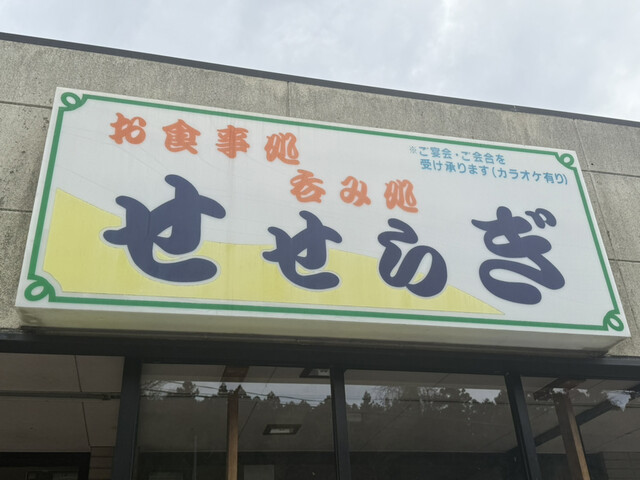 お食事処
呑み処
※ご宴会・ご会合を
受け承ります(カラオケ有り)
せせらぎ